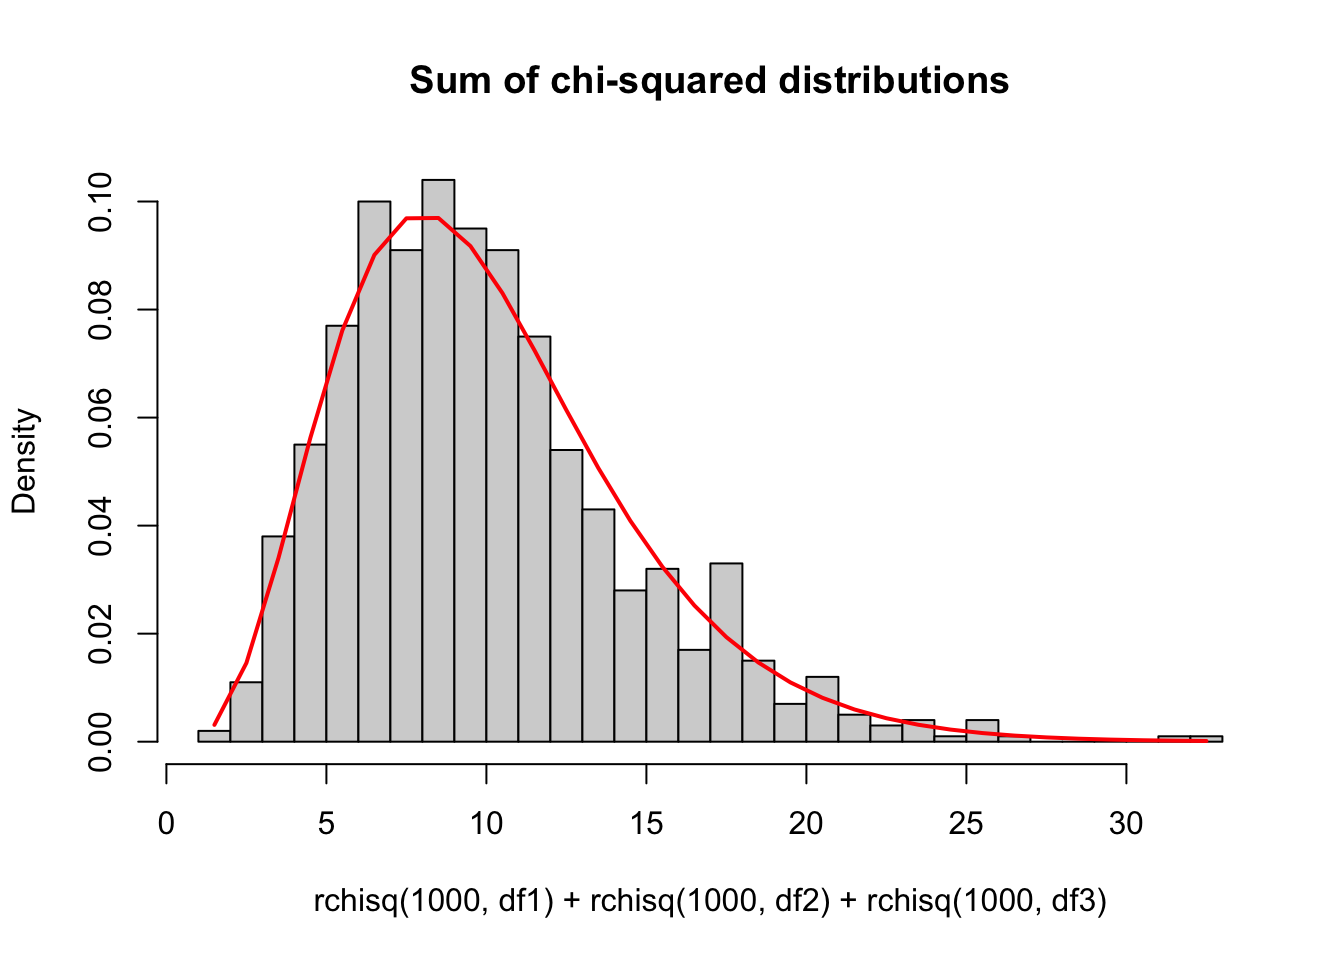 Sum of chi-squared distributions
Density
0.10
0.08
0.06
0.04
0.02
0.00
0 5 10 15 20 25 30
rchisq(1000, df1) + rchisq(1000, df2) + rchisq(1000, df3)